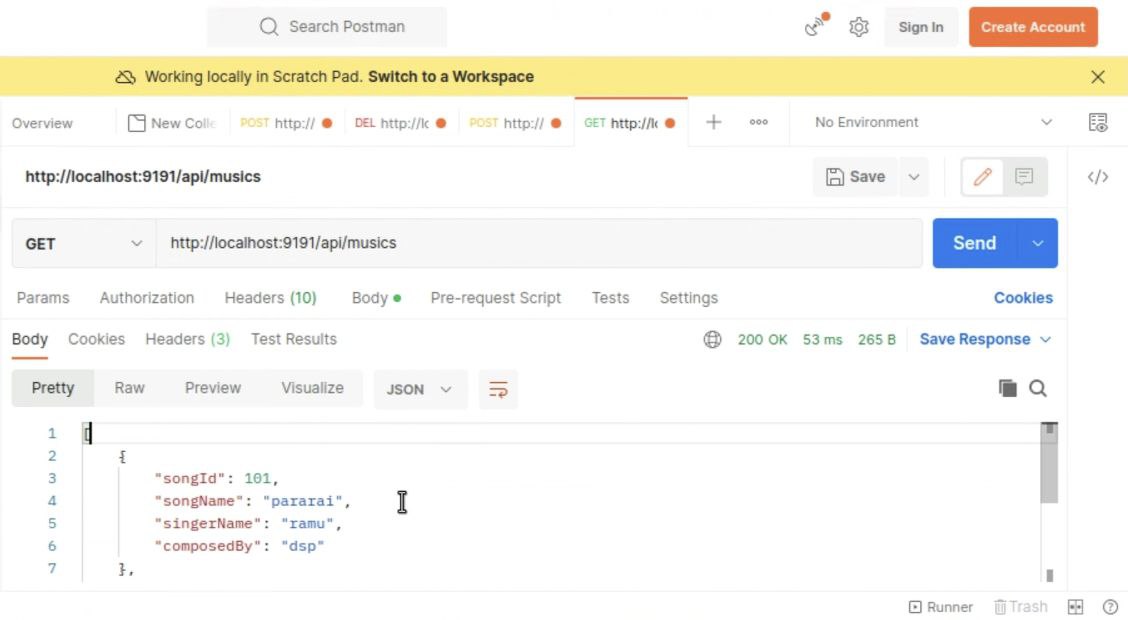 Search Postman
Sign In
Create Account
Working locally in Scratch Pad. Switch to a Workspace
Overview
New Colle
POST http://
DEL http://lc
POST http://
GET http://lc
No Environment
http://localhost:9191/api/musics
Save
GET
http://localhost:9191/api/musics
Send
Params Authorization Headers (10) Body Pre-request Script Tests Settings Cookies
Body Cookies Headers (3) Test Results 200 OK 53 ms 265 B Save Response
Pretty Raw Preview Visualize JSON
1 [
2 {
3 "songId": 101,
4 "songName": "pararai",
5 "singerName": "ramu",
6 "composedBy": "dsp"
7 },
Runner Trash